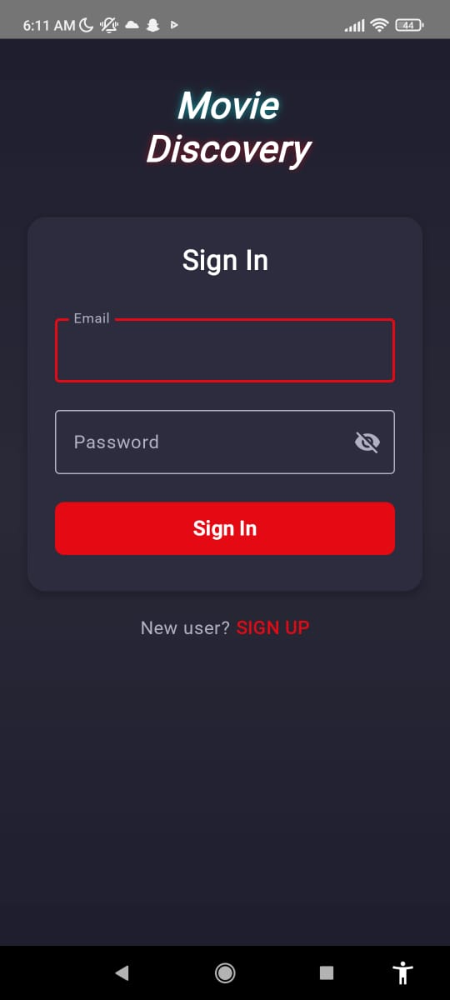 6:11 AM
44
Movie
Discovery
Sign In
Email
Password
Sign In
New user? SIGN UP